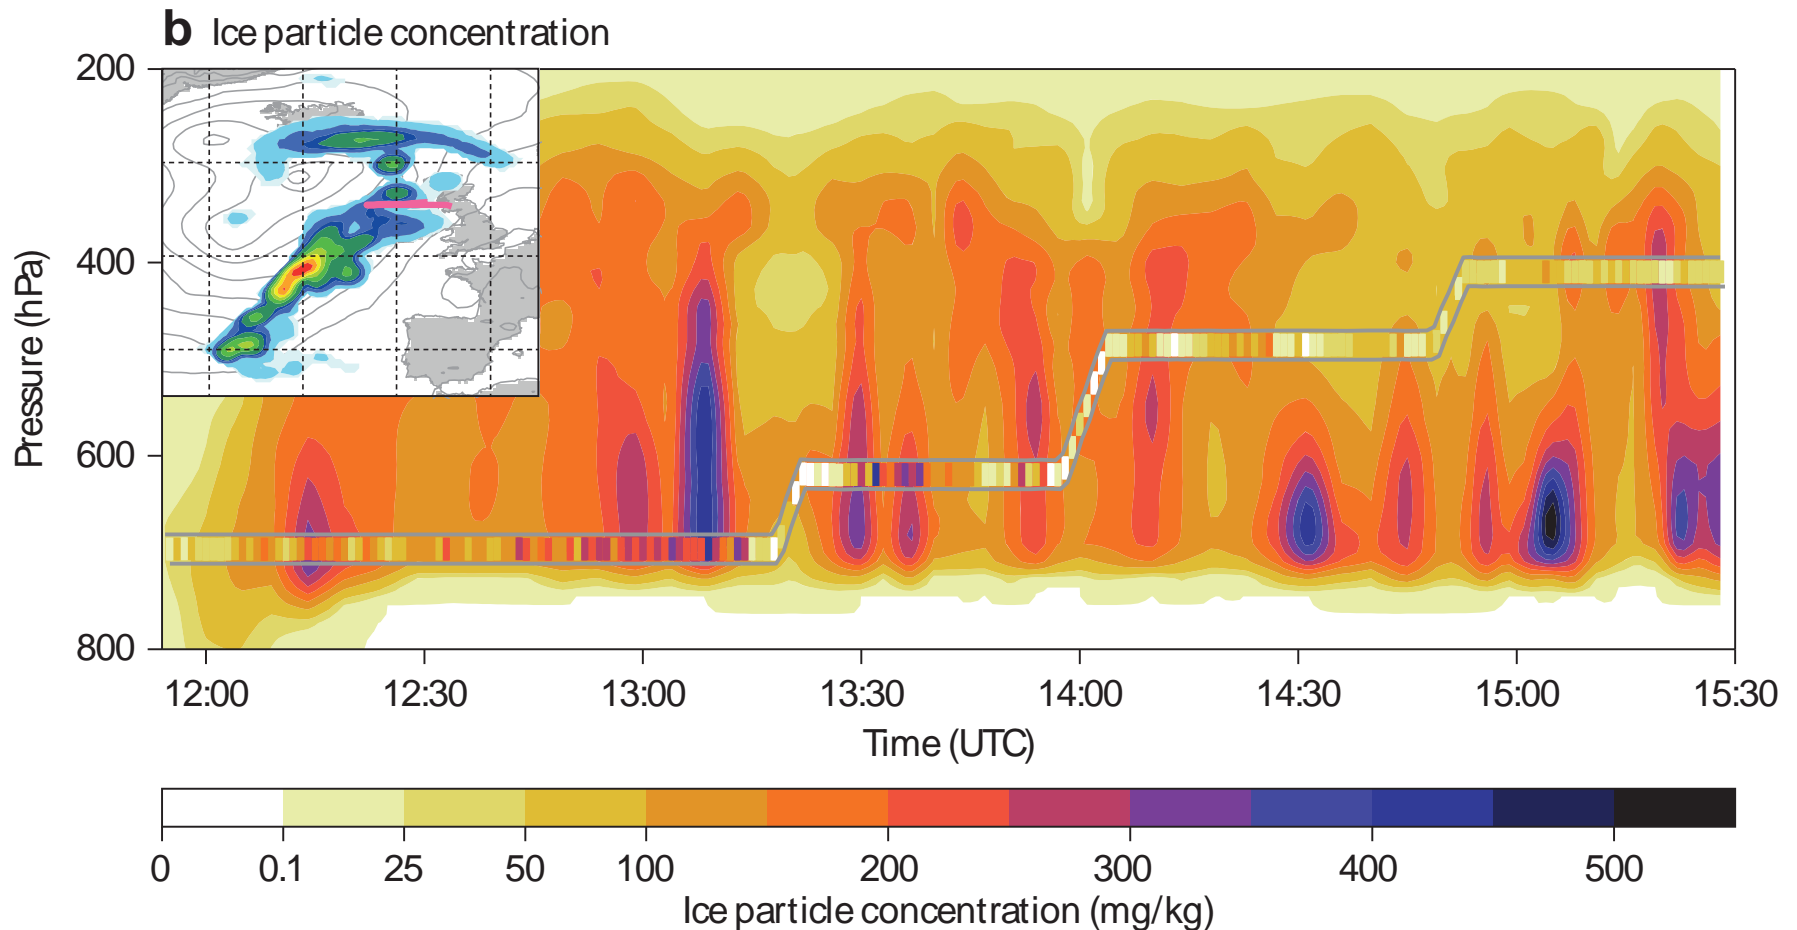 b Ice particle concentration
200
400
600
800
Pressure (hPa)
12:00 12:30 13:00 13:30 14:00 14:30 15:00 15:30
Time (UTC)
0 0.1 25 50 100 200 300 400 500
Ice particle concentration (mg/kg)